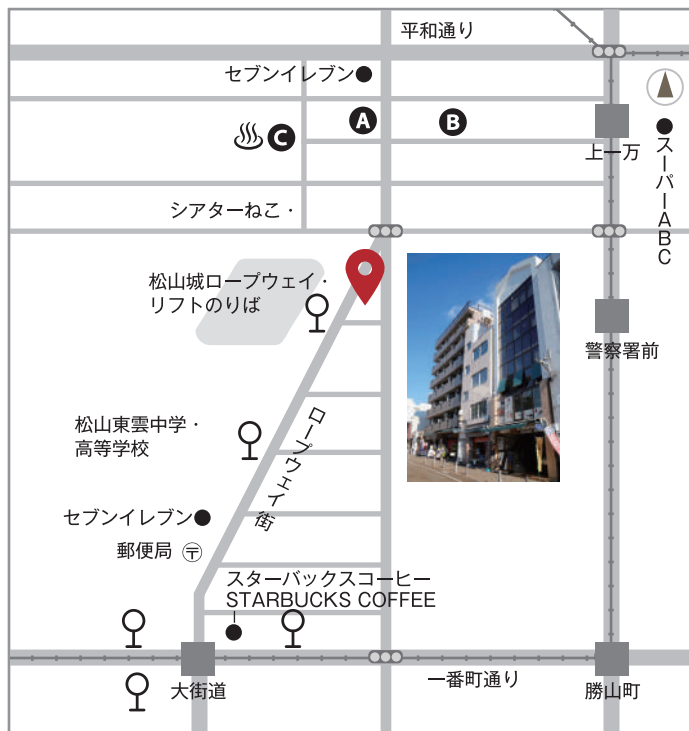 平和通り
セブンイレブン
A
B
C
上一万
スーパーABC
シアターねこ・
松山城ロープウェイ・
リフトのりば
警察署前
松山東雲中学・
高等学校
ロープウェイ街
セブンイレブン
郵便局 〒
スターバックスコーヒー
STARBUCKS COFFEE
大街道
一番町通り
勝山町